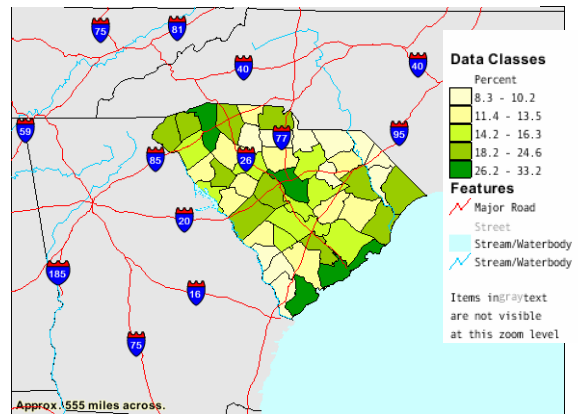 75
81
40
40
59
77
95
85
26
20
185
16
75
Approx. 555 miles across.
Data Classes
Percent
8.3 - 10.2
11.4 - 13.5
14.2 - 16.3
18.2 - 24.6
26.2 - 33.2
Features
Major Road
Street
Stream/Waterbody
Stream/Waterbody
Items in gray text
are not visible
at this zoom level